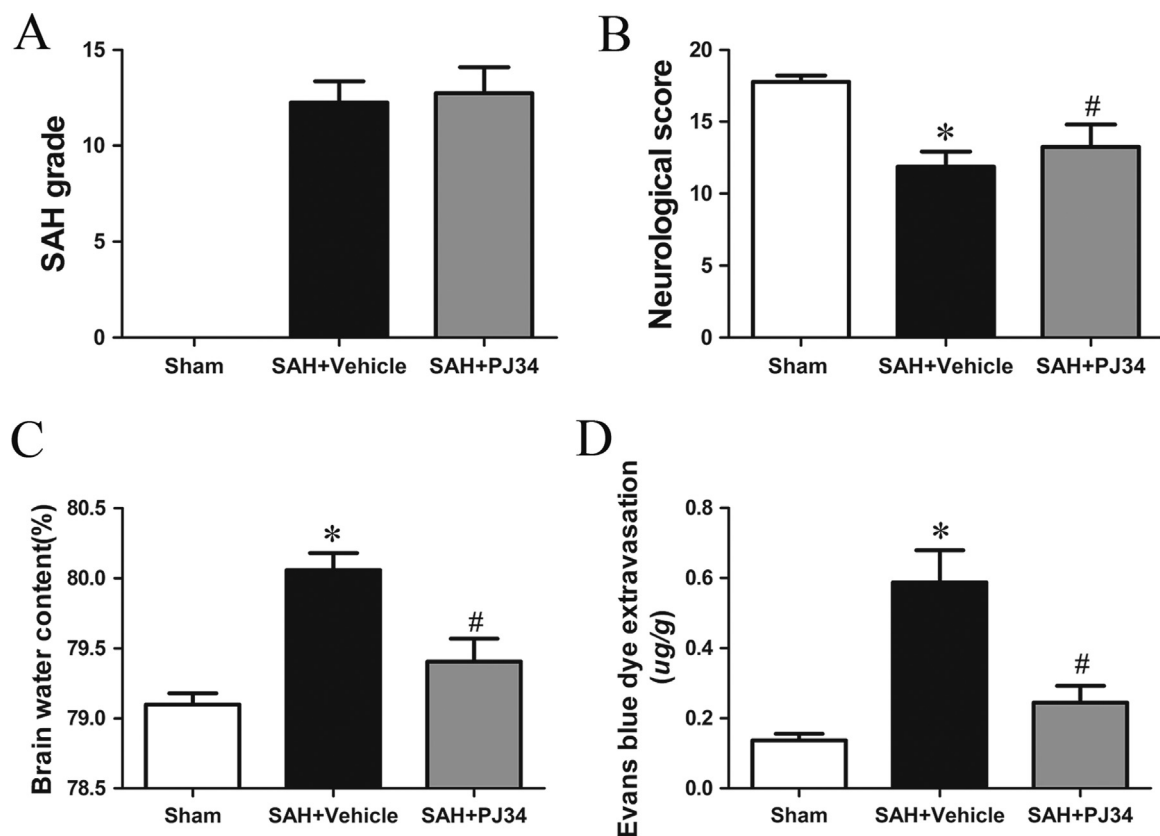 A
SAH grade
15
10
5
0
Sham
SAH+Vehicle
SAH+PJ34
B
Neurological score
20
15
10
5
0
*
#
Sham
SAH+Vehicle
SAH+PJ34
C
Brain water content(%)
80.5
80.0
79.5
79.0
78.5
*
#
Sham
SAH+Vehicle
SAH+PJ34
D
Evans blue dye extravasation
(ug/g)
0.8
0.6
0.4
0.2
0.0
*
#
Sham
SAH+Vehicle
SAH+PJ34